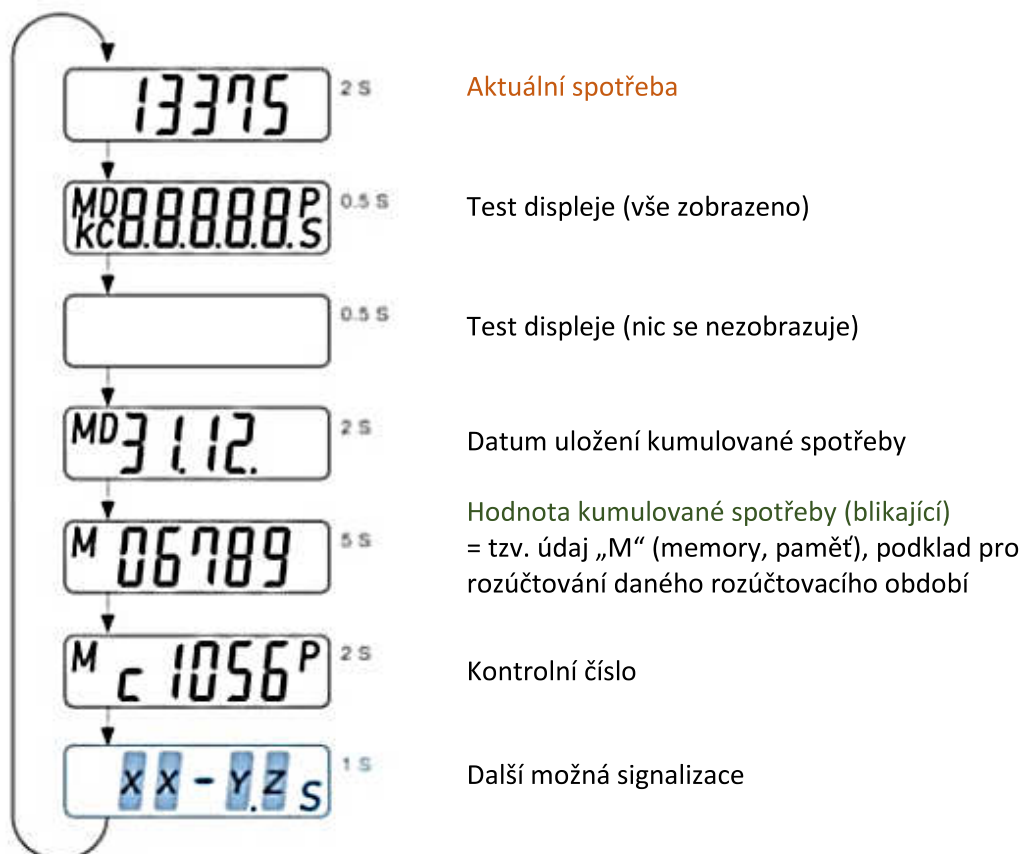 13375 2 S Aktuální spotřeba
MD kC 8.8.8.8.8. P S 0.5 S Test displeje (vše zobrazeno)
0.5 S Test displeje (nic se nezobrazuje)
MD 31.12. 2 S Datum uložení kumulované spotřeby
M 06789 5 S Hodnota kumulované spotřeby (blikající)
= tzv. údaj „M“ (memory, paměť), podklad pro
rozúčtování daného rozúčtovacího období
M c 1056 P 2 S Kontrolní číslo
XX-Y.Z S 1 S Další možná signalizace